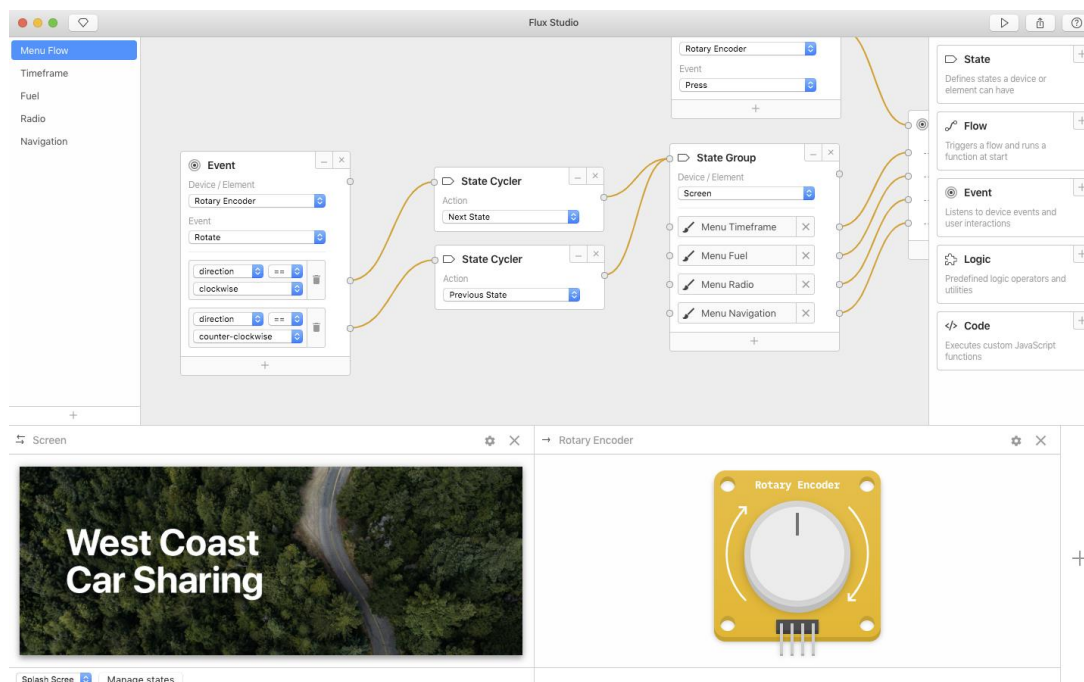 Flux Studio
Menu Flow
Timeframe
Fuel
Radio
Navigation
Event
Device / Element
Rotary Encoder
Event
Rotate
direction
==
clockwise
direction
==
counter-clockwise
+
State Cycler
Action
Next State
State Cycler
Action
Previous State
Rotary Encoder
Event
Press
+
State Group
Device / Element
Screen
Menu Timeframe
Menu Fuel
Menu Radio
Menu Navigation
+
State
Defines states a device or
element can have
Flow
Triggers a flow and runs a
function at start
Event
Listens to device events and
user interactions
Logic
Predefined logic operators and
utilities
</> Code
Executes custom JavaScript
functions
+
Screen
West Coast
Car Sharing
Splash Scree
Manage states
Rotary Encoder
Rotary Encoder
+